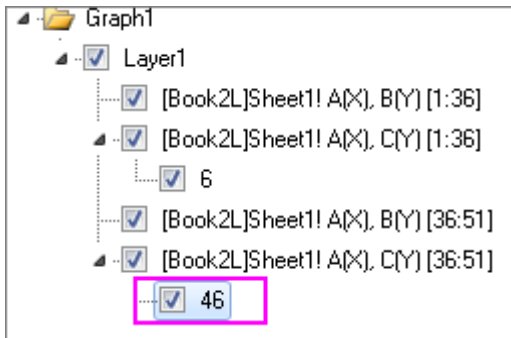 Graph1
Layer1
[Book2L]Sheet1! A(X), B(Y) [1:36]
[Book2L]Sheet1! A(X), C(Y) [1:36]
6
[Book2L]Sheet1! A(X), B(Y) [36:51]
[Book2L]Sheet1! A(X), C(Y) [36:51]
46